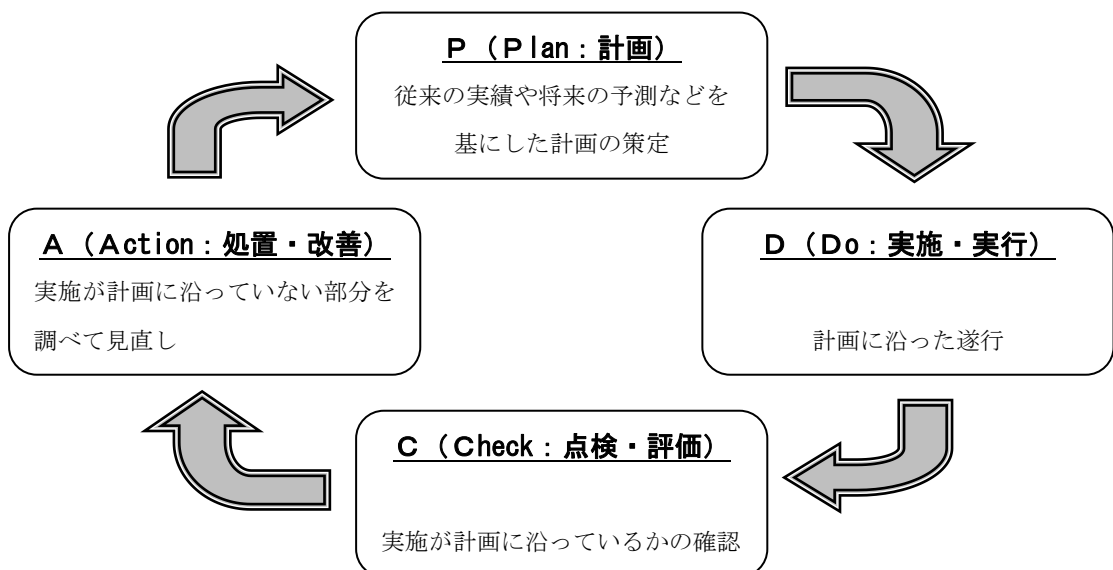 P（Plan：計画）
従来の実績や将来の予測などを
基にした計画の策定
A（Action：処置・改善）
実施が計画に沿っていない部分を
調べて見直し
D（Do：実施・実行）
計画に沿った遂行
C（Check：点検・評価）
実施が計画に沿っているかの確認